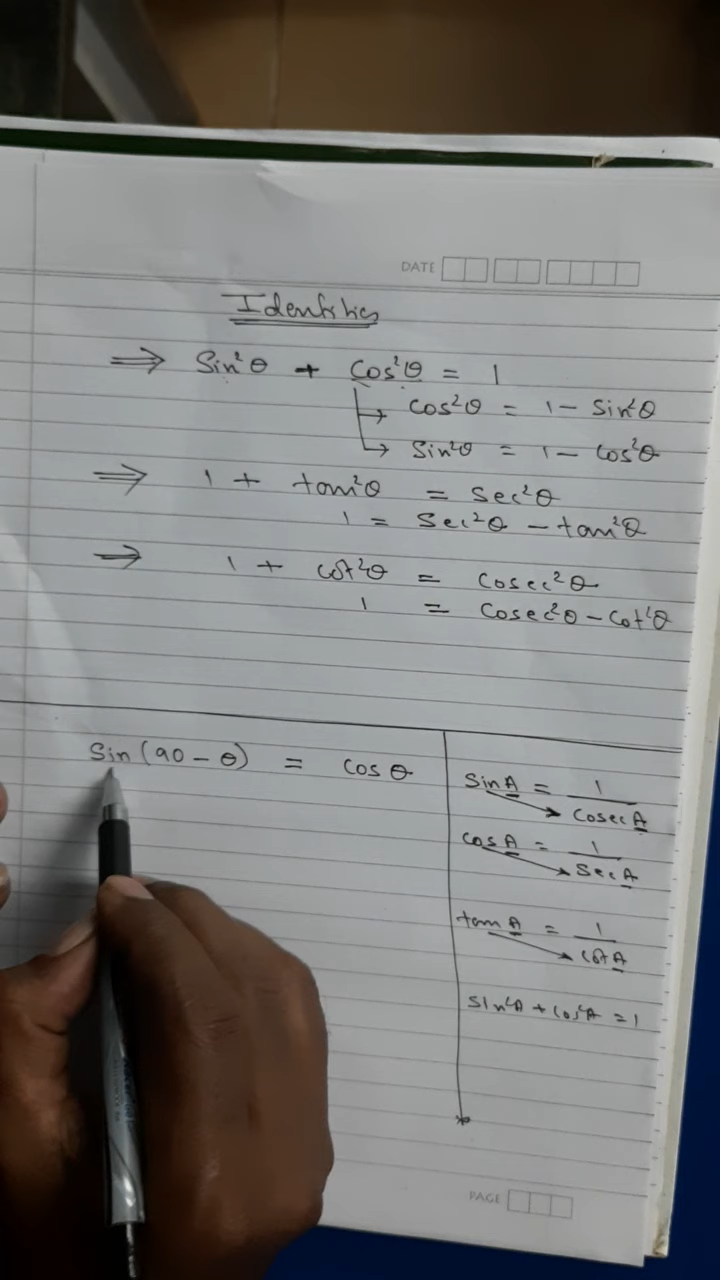 DATE
Identities
⇒ Sin²θ + Cos²θ = 1
↳ Cos²θ = 1 - Sin²θ
↳ Sin²θ = 1 - Cos²θ
⇒ 1 + tan²θ = Sec²θ
1 = Sec²θ - tan²θ
⇒ 1 + cot²θ = Cosec²θ
1 = Cosec²θ - Cot²θ
Sin(90 - θ) = Cos θ
SinA = 1/CosecA
CosA = 1/SecA
tanA = 1/CotA
Sin²A + Cos²A = 1
PAGE